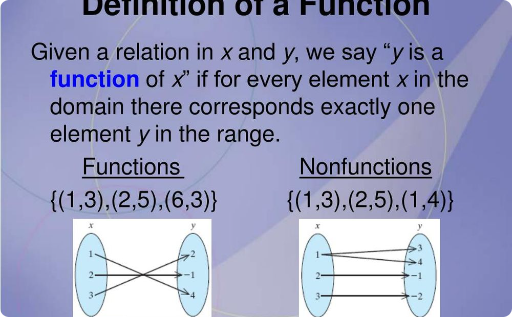 Definition of a Function
Given a relation in x and y, we say “y is a
function of x” if for every element x in the
domain there corresponds exactly one
element y in the range.
Functions Nonfunctions
{(1,3),(2,5),(6,3)} {(1,3),(2,5),(1,4)}
x y x y
1 2 1 3
4
2 −1 2 −1
3 4 3 −2